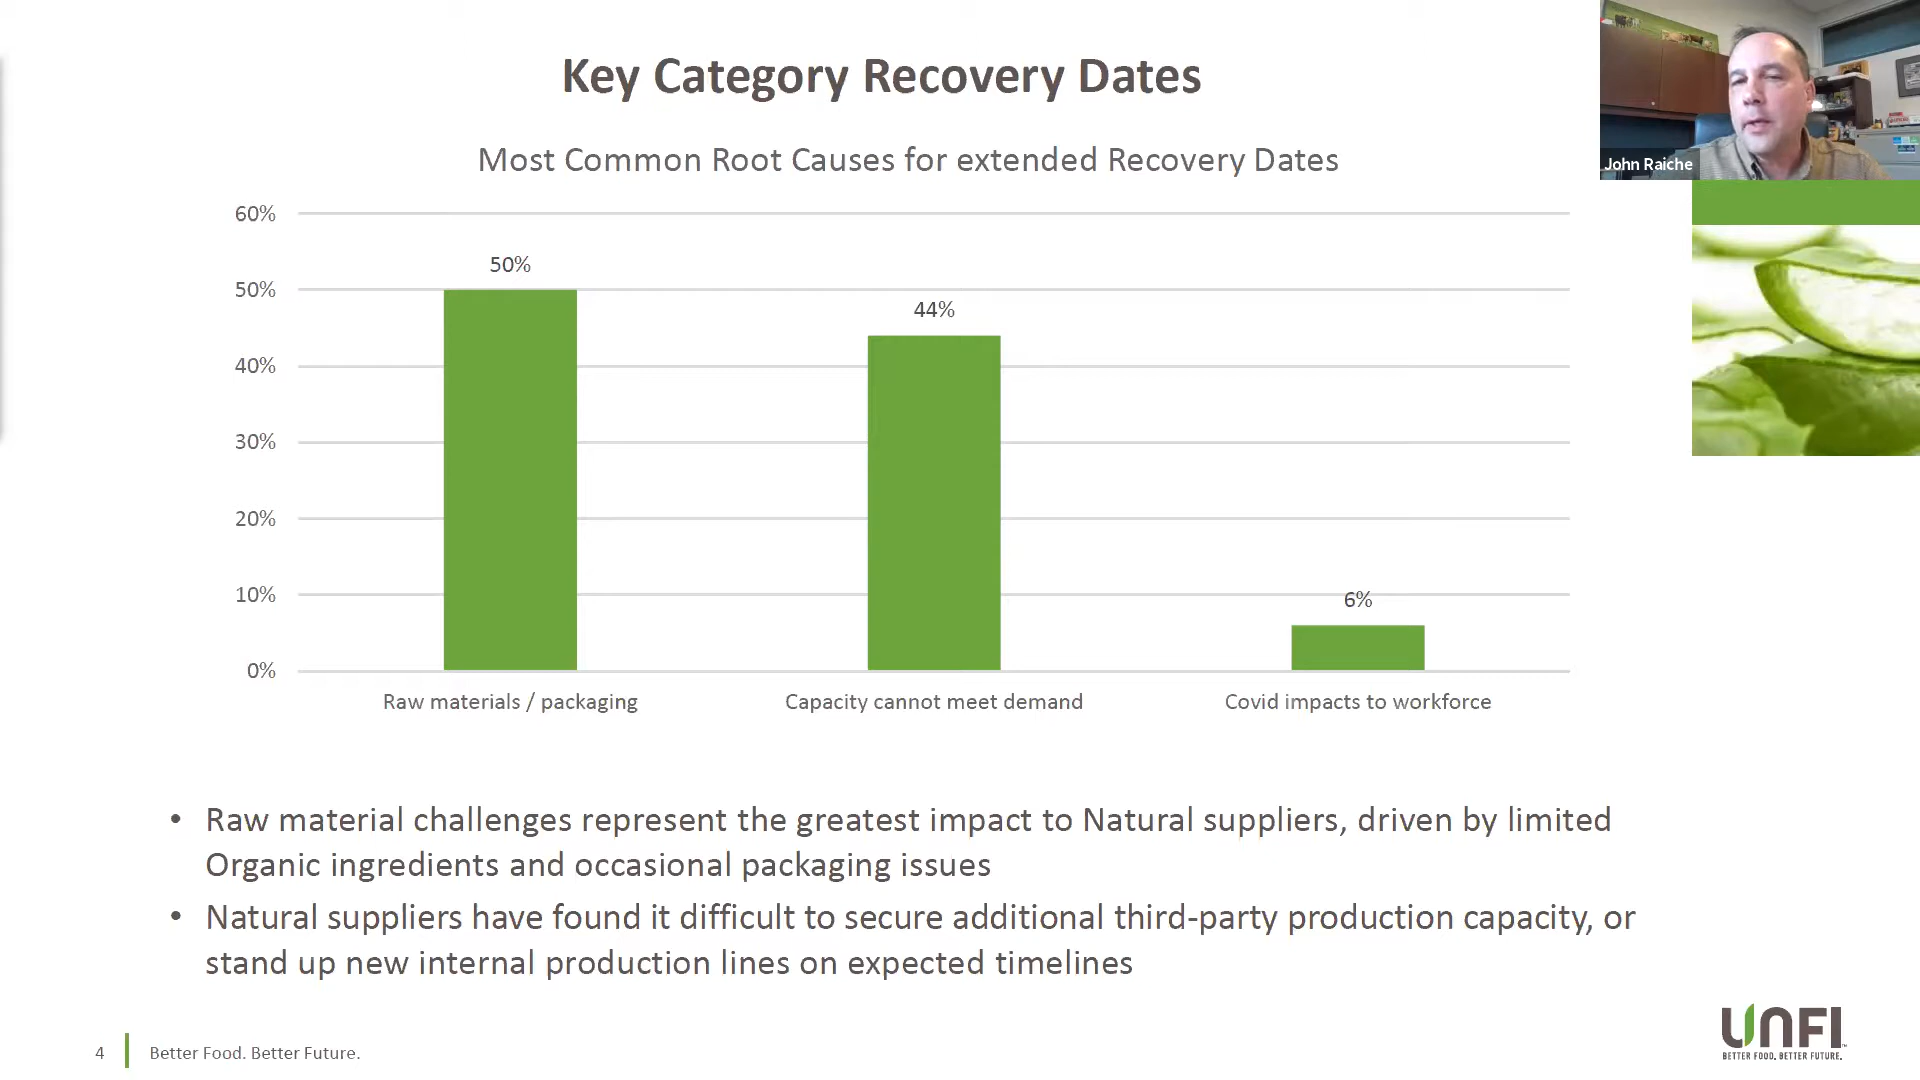 Key Category Recovery Dates
John Raiche
Most Common Root Causes for extended Recovery Dates
60%
50%
40%
30%
20%
10%
0%
50%
44%
6%
Raw materials / packaging
Capacity cannot meet demand
Covid impacts to workforce
• Raw material challenges represent the greatest impact to Natural suppliers, driven by limited
Organic ingredients and occasional packaging issues
• Natural suppliers have found it difficult to secure additional third-party production capacity, or
stand up new internal production lines on expected timelines
4
Better Food. Better Future.
UNFI™
BETTER FOOD. BETTER FUTURE.